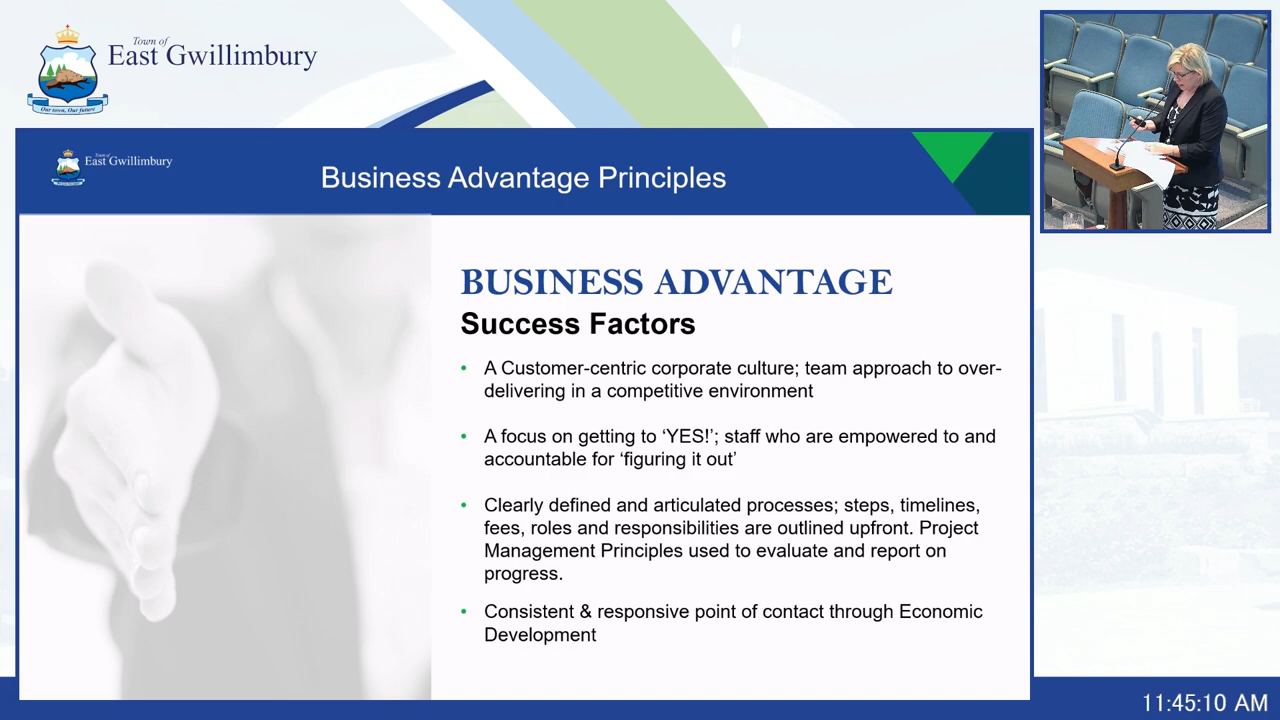 Town of
East Gwillimbury
Our town, Our future
Town of
East Gwillimbury
Business Advantage Principles
BUSINESS ADVANTAGE
Success Factors
• A Customer-centric corporate culture; team approach to over-
delivering in a competitive environment
• A focus on getting to ‘YES!’; staff who are empowered to and
accountable for ‘figuring it out’
• Clearly defined and articulated processes; steps, timelines,
fees, roles and responsibilities are outlined upfront. Project
Management Principles used to evaluate and report on
progress.
• Consistent & responsive point of contact through Economic
Development
11:45:10 AM